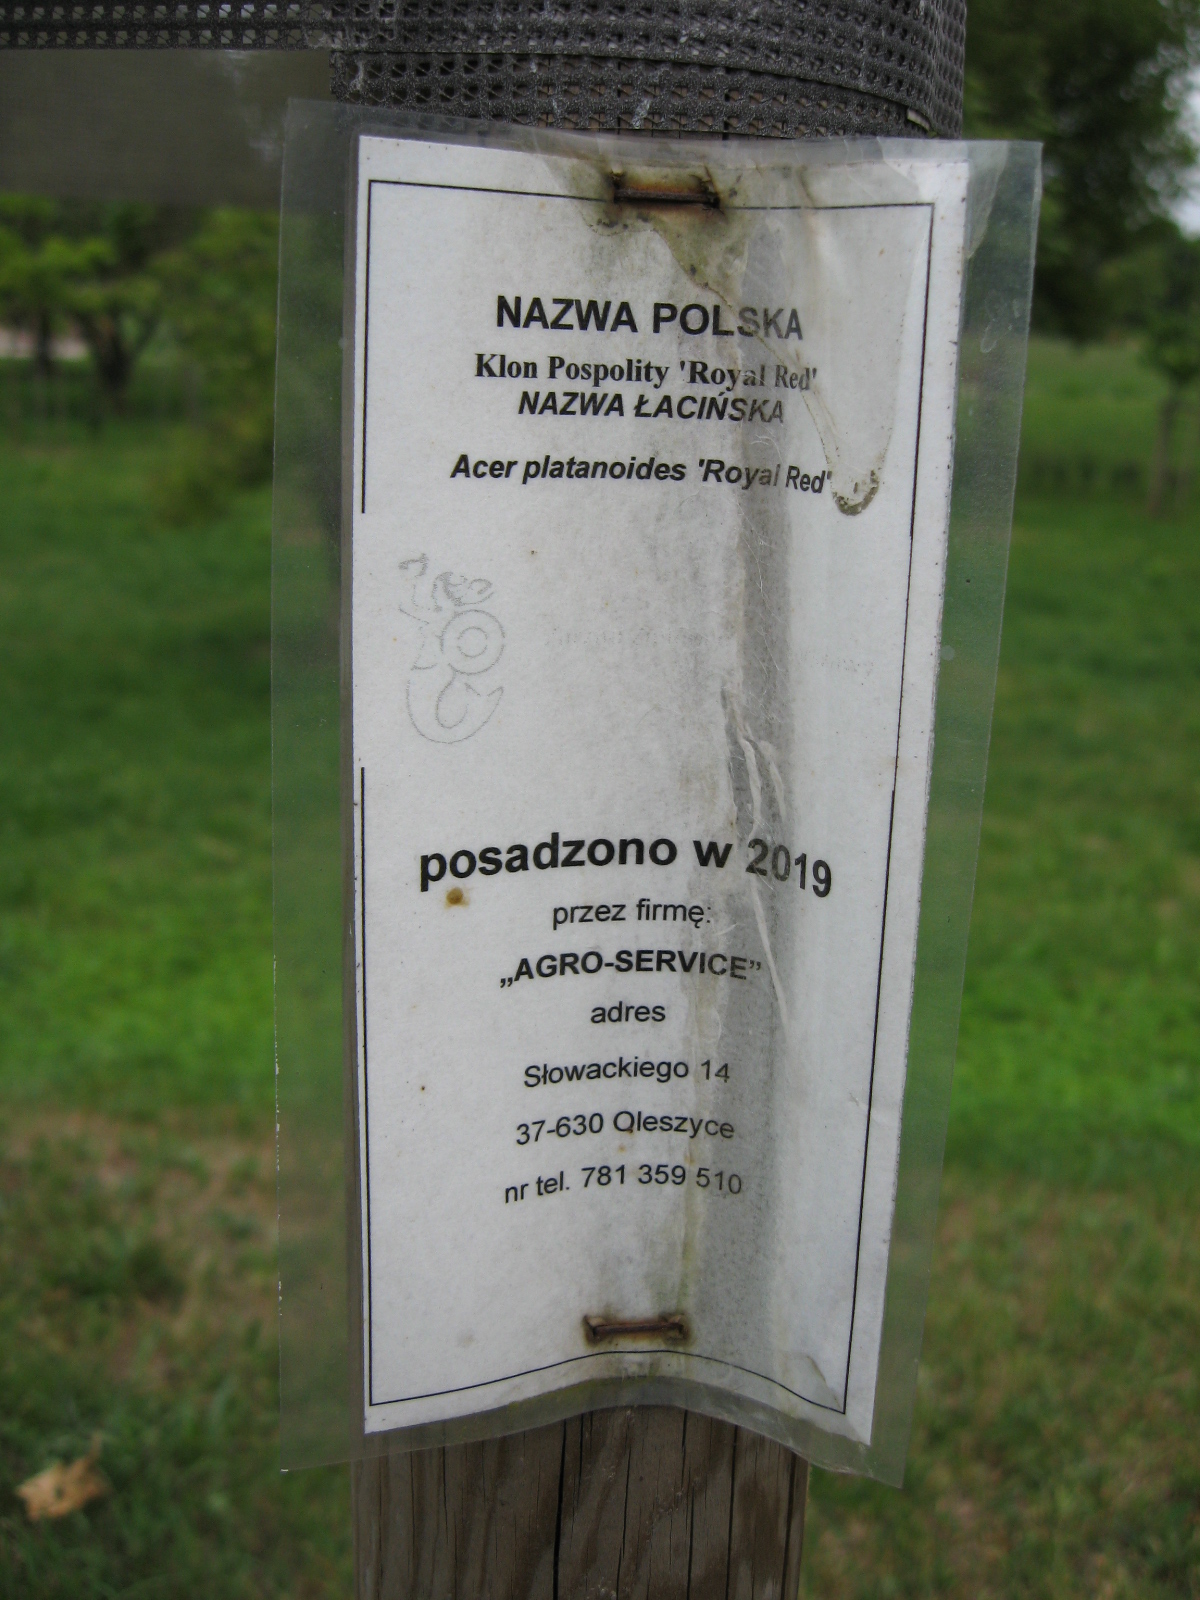 NAZWA POLSKA
Klon Pospolity 'Royal Red'
NAZWA ŁACIŃSKA
Acer platanoides 'Royal Red'
posadzono w 2019
przez firmę:
„AGRO-SERVICE”
adres
Słowackiego 14
37-630 Oleszyce
nr tel. 781 359 510